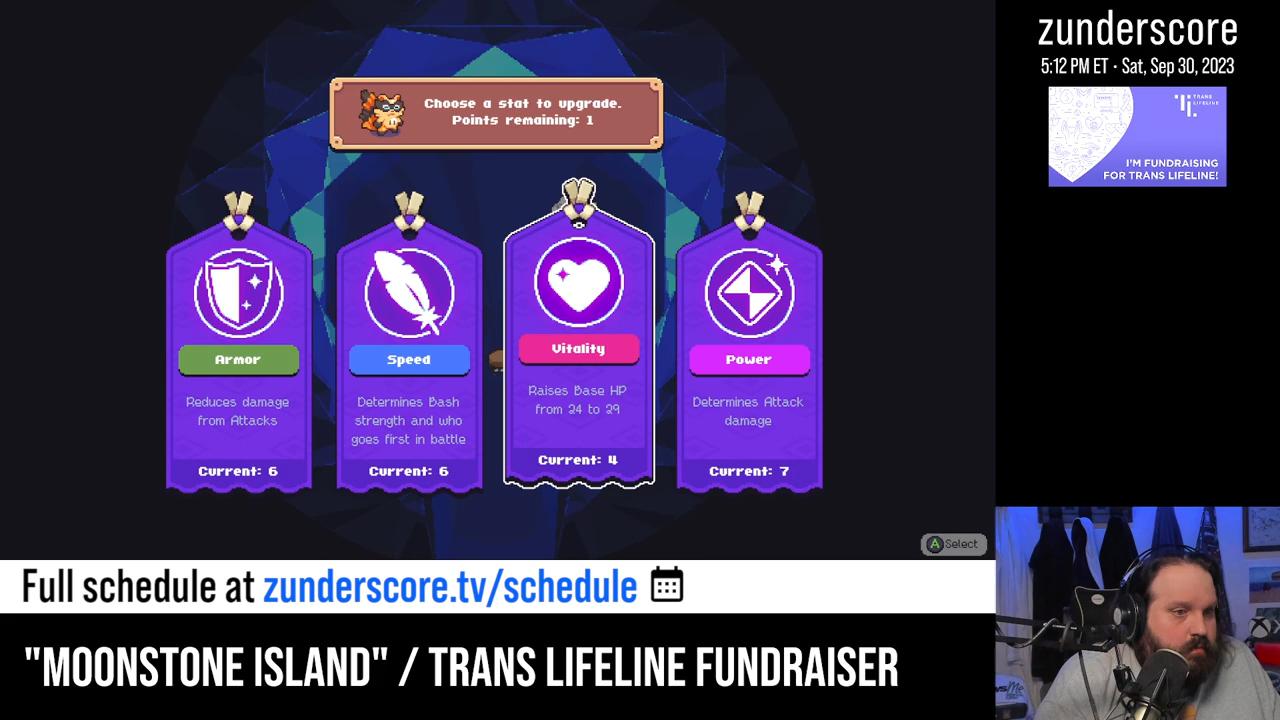 zunderscore
5:12 PM ET · Sat, Sep 30, 2023
TRANS
LIFELINE
I'M FUNDRAISING
FOR TRANS LIFELINE!
Choose a stat to upgrade.
Points remaining: 1
Armor
Reduces damage
from Attacks
Current: 6
Speed
Determines Bash
strength and who
goes first in battle
Current: 6
Vitality
Raises Base HP
from 24 to 29
Current: 4
Power
Determines Attack
damage
Current: 7
A Select
Full schedule at zunderscore.tv/schedule
"MOONSTONE ISLAND" / TRANS LIFELINE FUNDRAISER